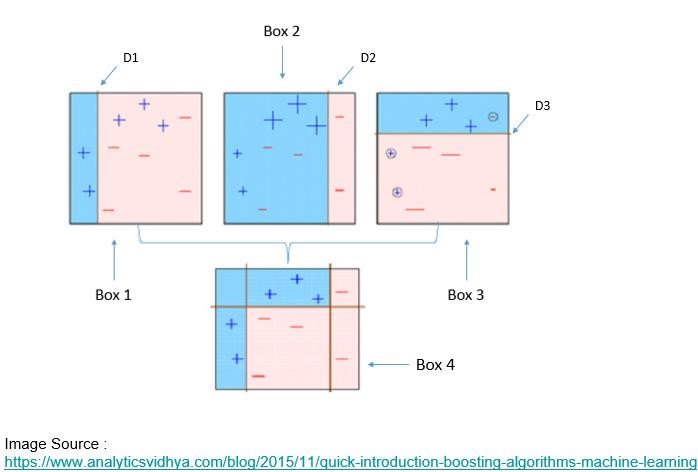 Box 2
D1
D2
D3
Box 1
Box 3
Box 4
Image Source :
https://www.analyticsvidhya.com/blog/2015/11/quick-introduction-boosting-algorithms-machine-learning